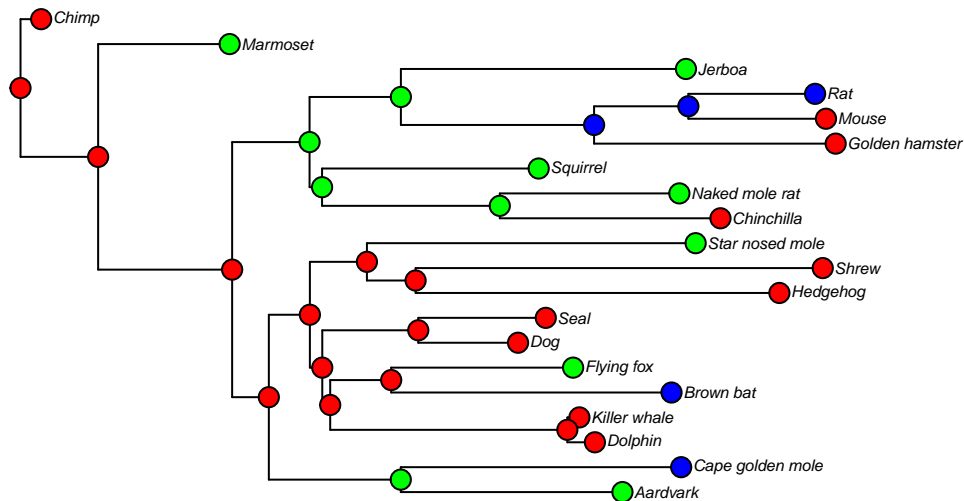 Chimp
Marmoset
Jerboa
Rat
Mouse
Golden hamster
Squirrel
Naked mole rat
Chinchilla
Star nosed mole
Shrew
Hedgehog
Seal
Dog
Flying fox
Brown bat
Killer whale
Dolphin
Cape golden mole
Aardvark